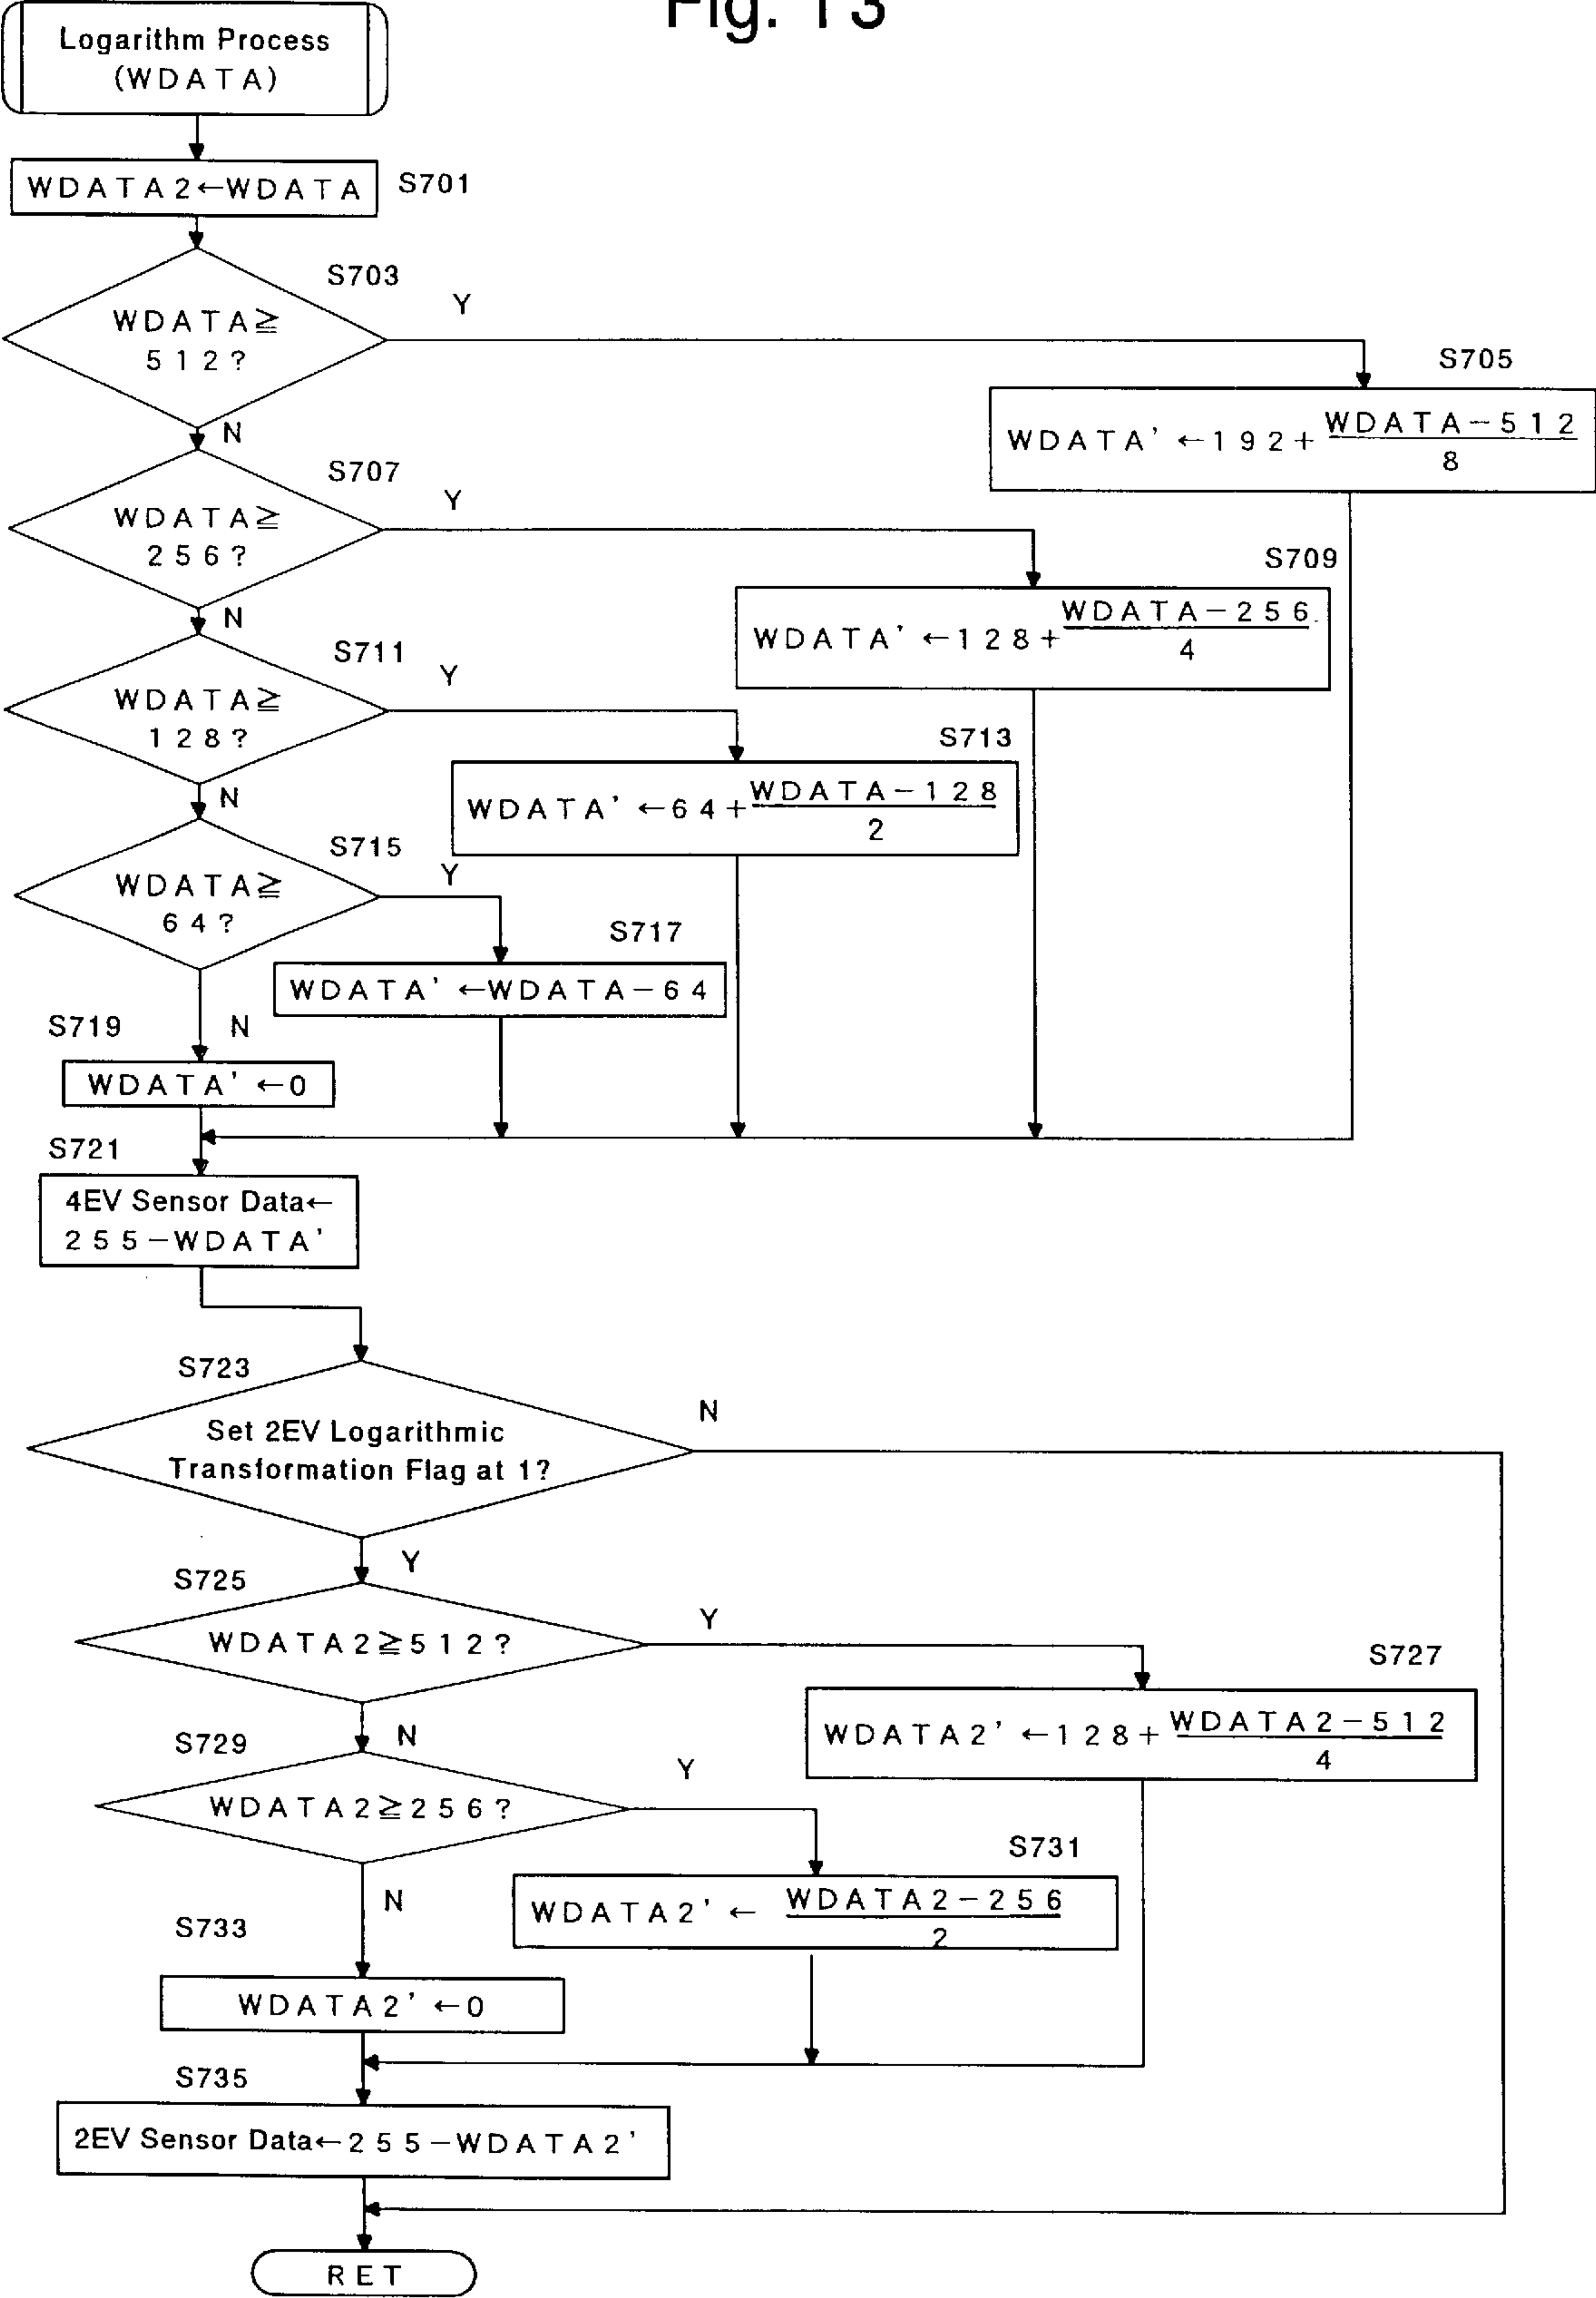 Fig. 13
Logarithm Process
(WDATA)
WDATA2←WDATA
S701
S703
WDATA≧
512?
Y
N
S705
WDATA'←192+
WDATA-512
8
S707
WDATA≧
256?
Y
N
S709
WDATA'←128+
WDATA-256
4
S711
WDATA≧
128?
Y
N
S713
WDATA'←64+
WDATA-128
2
S715
WDATA≧
64?
Y
S717
WDATA'←WDATA-64
S719
N
WDATA'←0
S721
4EV Sensor Data←
255-WDATA'
S723
Set 2EV Logarithmic
Transformation Flag at 1?
N
Y
S725
WDATA2≧512?
Y
N
S727
WDATA2'←128+
WDATA2-512
4
S729
WDATA2≧256?
Y
N
S731
WDATA2'←
WDATA2-256
2
S733
WDATA2'←0
S735
2EV Sensor Data←255-WDATA2'
RET